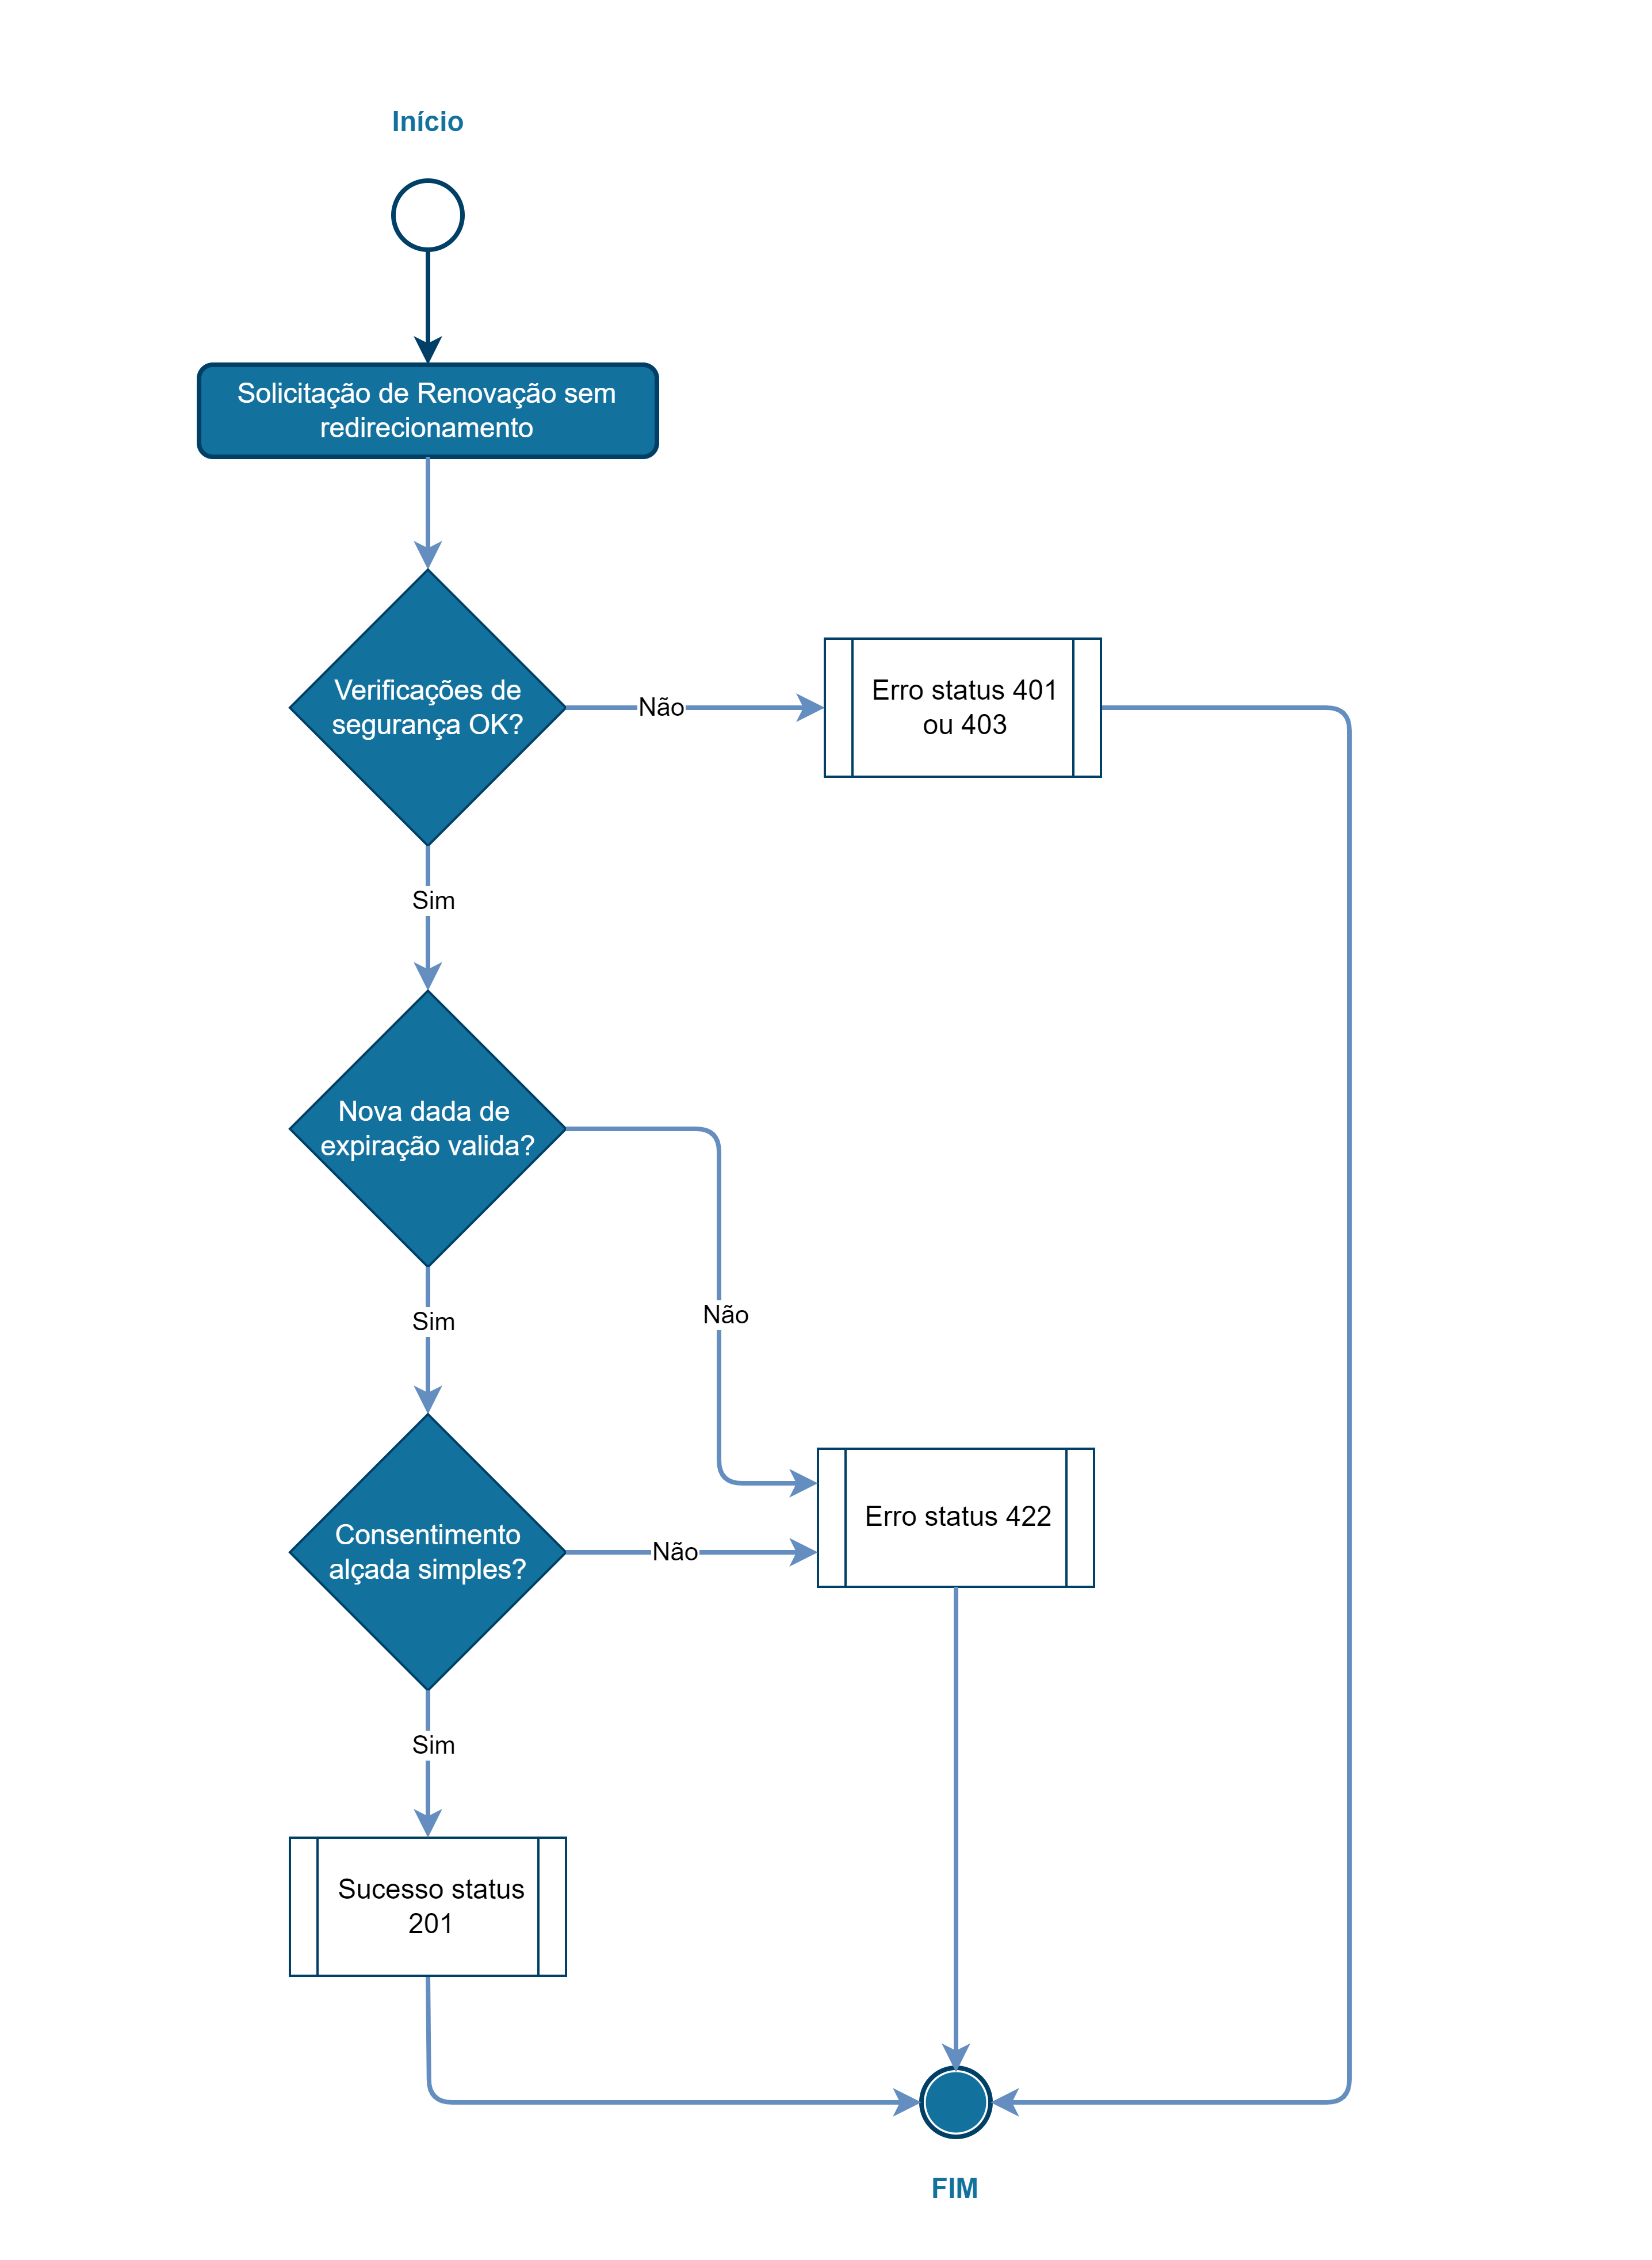 Início
Solicitação de Renovação sem
redirecionamento
Verificações de
segurança OK?
Não
Erro status 401
ou 403
Sim
Nova dada de
expiração valida?
Não
Sim
Consentimento
alçada simples?
Não
Erro status 422
Sim
Sucesso status
201
FIM